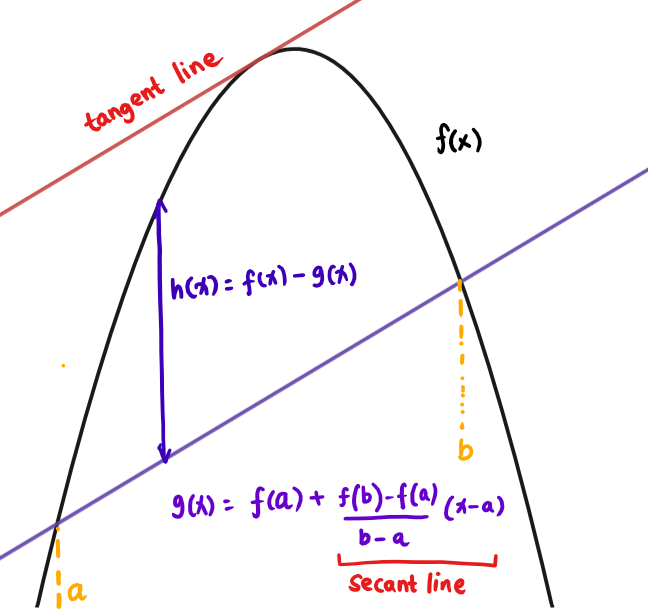 tangent line
f(x)
h(x) = f(x) - g(x)
b
g(x) = f(a) + f(b)-f(a)/b-a (x-a)
secant line
a